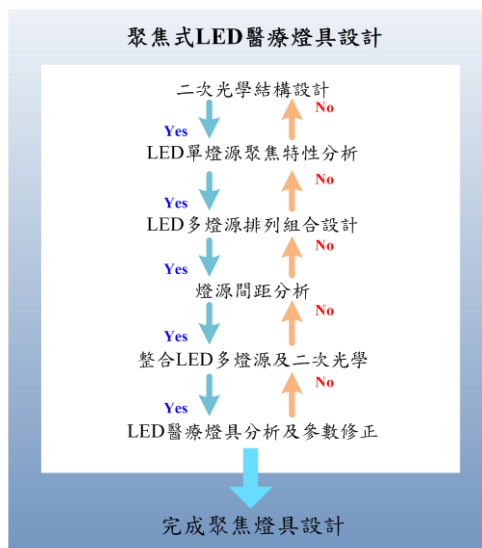 聚焦式LED醫療燈具設計
二次光學結構設計
Yes
No
LED單燈源聚焦特性分析
Yes
No
LED多燈源排列組合設計
Yes
No
燈源間距分析
Yes
No
整合LED多燈源及二次光學
Yes
No
LED醫療燈具分析及參數修正
完成聚焦燈具設計